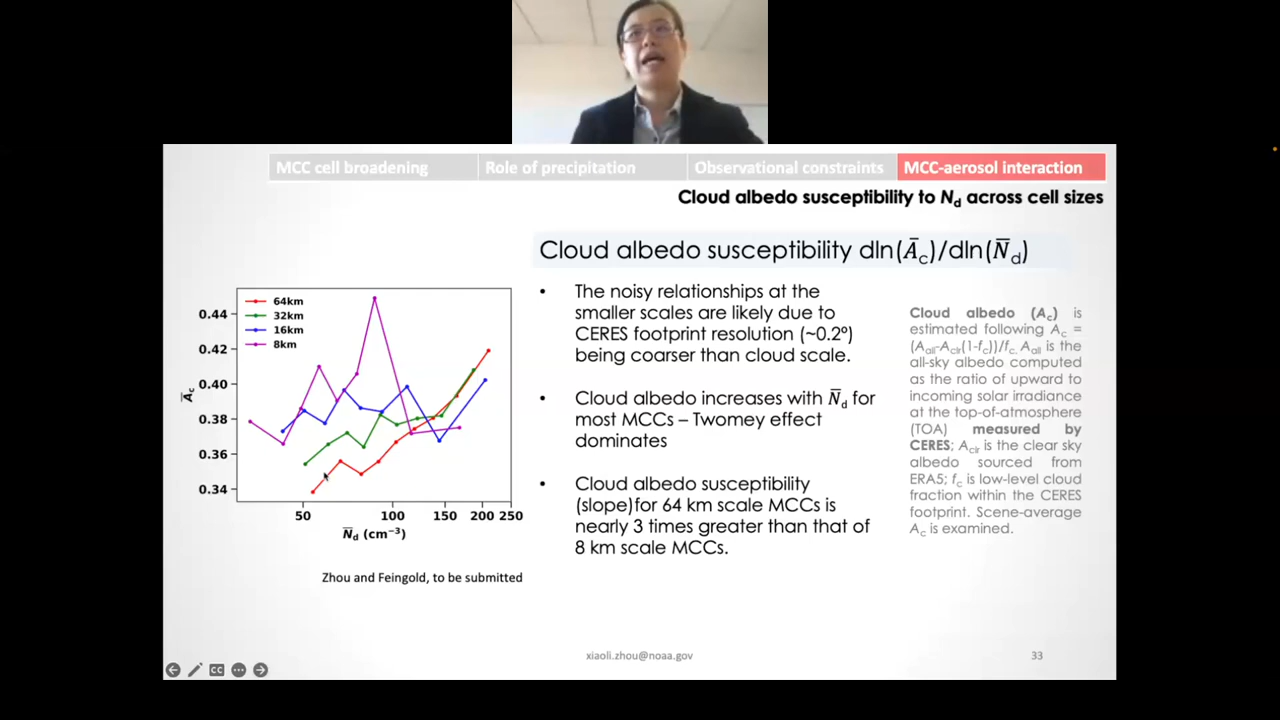 MCC cell broadening
Role of precipitation
Observational constraints
MCC-aerosol interaction
Cloud albedo susceptibility to Nd across cell sizes
Cloud albedo susceptibility dln(Āc)/dln(N̅d)
64km
32km
16km
8km
0.44
0.42
0.40
0.38
0.36
0.34
A̅c
50
100
150
200
250
N̅d (cm⁻³)
Zhou and Feingold, to be submitted
• The noisy relationships at the
smaller scales are likely due to
CERES footprint resolution (~0.2º)
being coarser than cloud scale.
• Cloud albedo increases with N̅d for
most MCCs – Twomey effect
dominates
• Cloud albedo susceptibility
(slope)for 64 km scale MCCs is
nearly 3 times greater than that of
8 km scale MCCs.
Cloud albedo (Ac) is
estimated following Ac =
(Aall-Aclr(1-fc))/fc. Aall is the
all-sky albedo computed
as the ratio of upward to
incoming solar irradiance
at the top-of-atmosphere
(TOA) measured by
CERES; Aclr is the clear sky
albedo sourced from
ERA5; fc is low-level cloud
fraction within the CERES
footprint. Scene-average
Ac is examined.
CC
xiaoli.zhou@noaa.gov
33